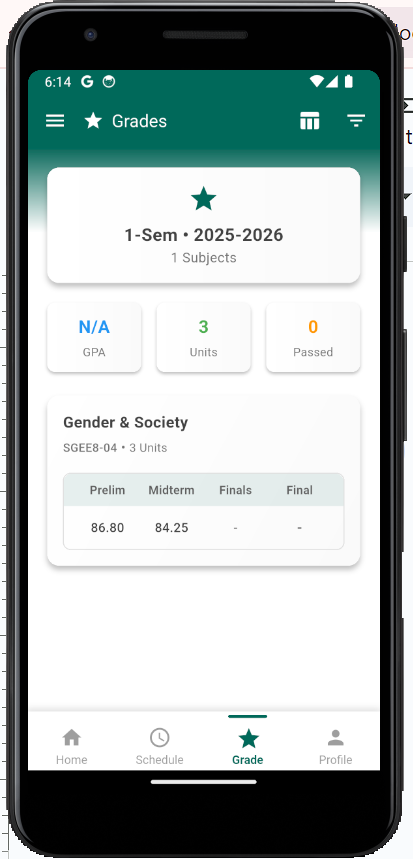 6:14 G
Grades
1-Sem • 2025-2026
1 Subjects
N/A 3 0
GPA Units Passed
Gender & Society
SGEE8-04 • 3 Units
Prelim Midterm Finals Final
86.80 84.25 - -
Home Schedule Grade Profile